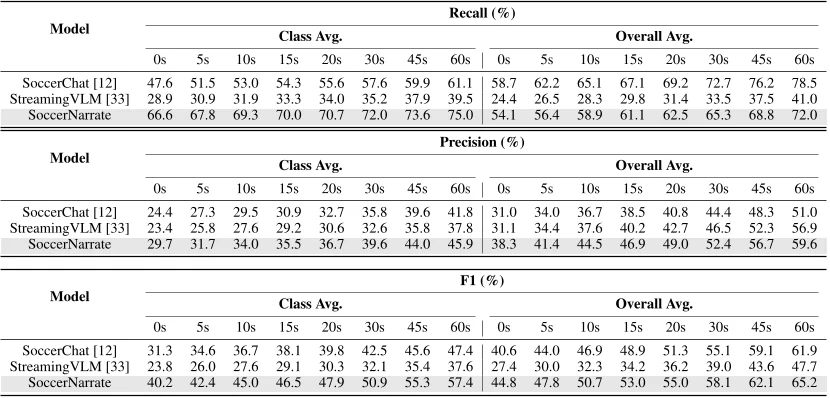 Model Recall (%)
Class Avg. Overall Avg.
0s 5s 10s 15s 20s 30s 45s 60s 0s 5s 10s 15s 20s 30s 45s 60s
SoccerChat [12] 47.6 51.5 53.0 54.3 55.6 57.6 59.9 61.1 58.7 62.2 65.1 67.1 69.2 72.7 76.2 78.5
StreamingVLM [33] 28.9 30.9 31.9 33.3 34.0 35.2 37.9 39.5 24.4 26.5 28.3 29.8 31.4 33.5 37.5 41.0
SoccerNarrate 66.6 67.8 69.3 70.0 70.7 72.0 73.6 75.0 54.1 56.4 58.9 61.1 62.5 65.3 68.8 72.0
Model Precision (%)
Class Avg. Overall Avg.
0s 5s 10s 15s 20s 30s 45s 60s 0s 5s 10s 15s 20s 30s 45s 60s
SoccerChat [12] 24.4 27.3 29.5 30.9 32.7 35.8 39.6 41.8 31.0 34.0 36.7 38.5 40.8 44.4 48.3 51.0
StreamingVLM [33] 23.4 25.8 27.6 29.2 30.6 32.6 35.8 37.8 31.1 34.4 37.6 40.2 42.7 46.5 52.3 56.9
SoccerNarrate 29.7 31.7 34.0 35.5 36.7 39.6 44.0 45.9 38.3 41.4 44.5 46.9 49.0 52.4 56.7 59.6
Model F1 (%)
Class Avg. Overall Avg.
0s 5s 10s 15s 20s 30s 45s 60s 0s 5s 10s 15s 20s 30s 45s 60s
SoccerChat [12] 31.3 34.6 36.7 38.1 39.8 42.5 45.6 47.4 40.6 44.0 46.9 48.9 51.3 55.1 59.1 61.9
StreamingVLM [33] 23.8 26.0 27.6 29.1 30.3 32.1 35.4 37.6 27.4 30.0 32.3 34.2 36.2 39.0 43.6 47.7
SoccerNarrate 40.2 42.4 45.0 46.5 47.9 50.9 55.3 57.4 44.8 47.8 50.7 53.0 55.0 58.1 62.1 65.2